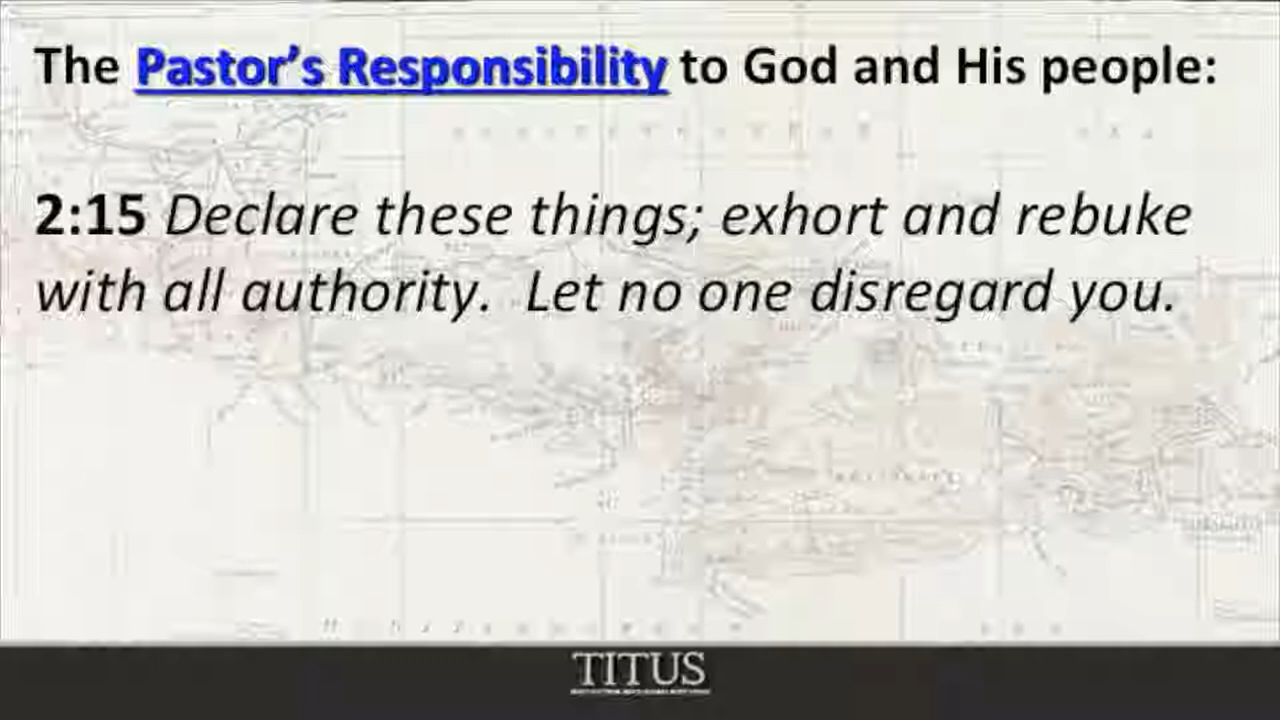 The Pastor’s Responsibility to God and His people:
2:15 Declare these things; exhort and rebuke
with all authority.  Let no one disregard you.
TITUS